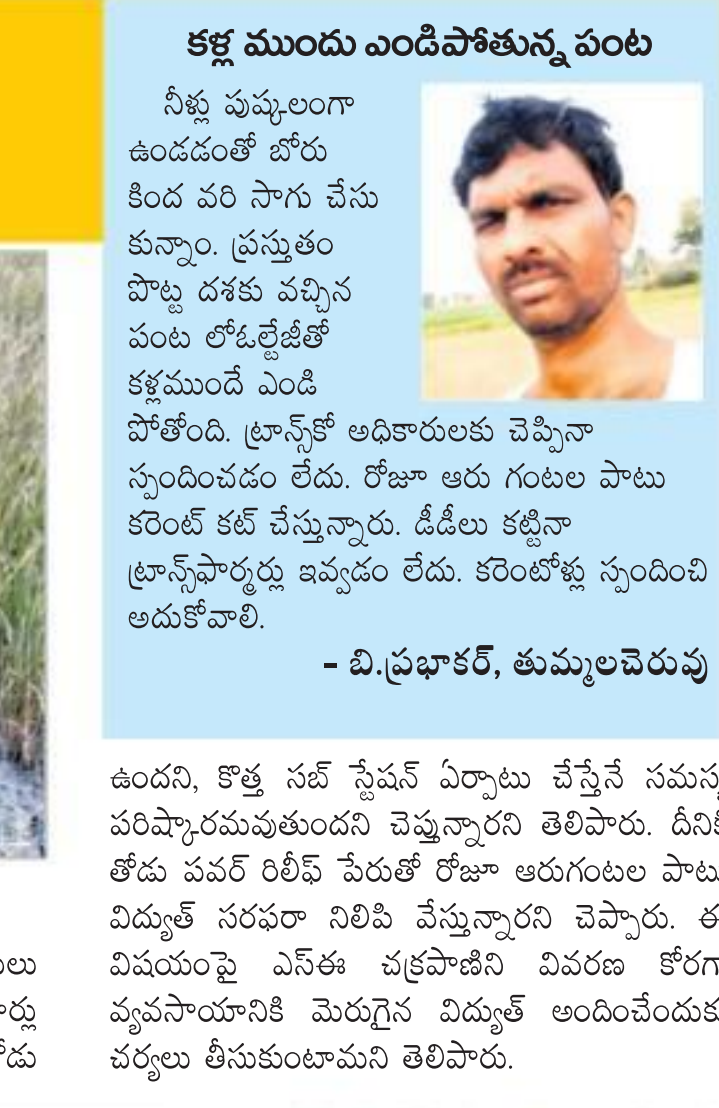 కళ్ల ముందు ఎండిపోతున్న పంట
నీళ్లు పుష్కలంగా
ఉండడంతో బోరు
కింద వరి సాగు చేసు
కున్నాం. ప్రస్తుతం
పొట్ట దశకు వచ్చిన
పంట లోఓల్టేజీతో
కళ్లముందే ఎండి
పోతోంది. ట్రాన్స్‌కో అధికారులకు చెప్పినా
స్పందించడం లేదు. రోజూ ఆరు గంటల పాటు
కరెంట్ కట్ చేస్తున్నారు. డీడీలు కట్టినా
ట్రాన్స్‌ఫార్మర్లు ఇవ్వడం లేదు. కరెంటోళ్లు స్పందించి
అదుకోవాలి.
- బి.ప్రభాకర్, తుమ్మలచెరువు
ఉందని, కొత్త సబ్ స్టేషన్ ఏర్పాటు చేస్తేనే సమస్య
పరిష్కారమవుతుందని చెప్తున్నారని తెలిపారు. దీనికి
తోడు పవర్ రిలీఫ్ పేరుతో రోజూ ఆరుగంటల పాటు
విద్యుత్ సరఫరా నిలిపి వేస్తున్నారని చెప్పారు. ఈ
విషయంపై ఎస్ఈ చక్రపాణిని వివరణ కోరగా
వ్యవసాయానికి మెరుగైన విద్యుత్ అందించేందుకు
చర్యలు తీసుకుంటామని తెలిపారు.